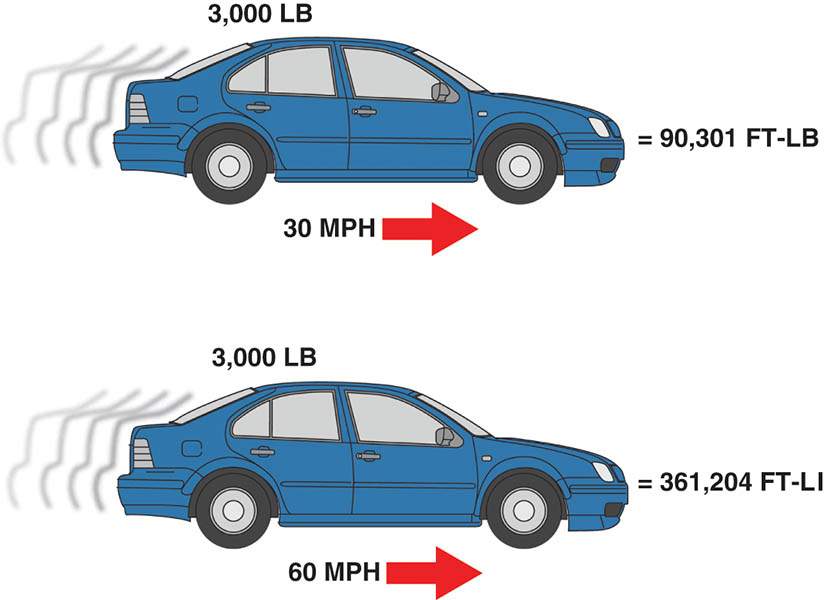 3,000 LB
= 90,301 FT-LB
30 MPH
3,000 LB
= 361,204 FT-LI
60 MPH